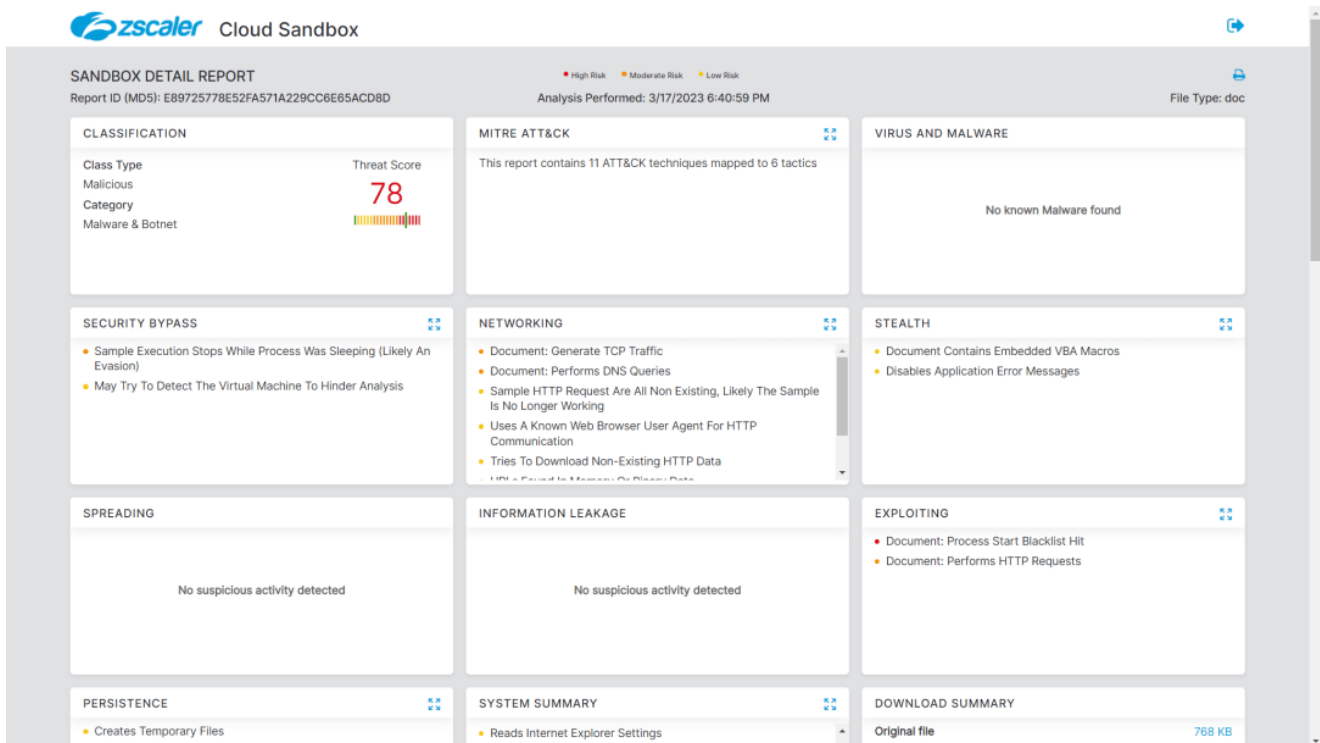 zscaler Cloud Sandbox
SANDBOX DETAIL REPORT
High Risk Moderate Risk Low Risk
Report ID (MD5): E89725778E52FA571A229CC6E65ACD8D
Analysis Performed: 3/17/2023 6:40:59 PM
File Type: doc
CLASSIFICATION
Class Type
Threat Score
Malicious
78
Category
Malware & Botnet
MITRE ATT&CK
This report contains 11 ATT&CK techniques mapped to 6 tactics
VIRUS AND MALWARE
No known Malware found
SECURITY BYPASS
Sample Execution Stops While Process Was Sleeping (Likely An
Evasion)
May Try To Detect The Virtual Machine To Hinder Analysis
NETWORKING
Document: Generate TCP Traffic
Document: Performs DNS Queries
Sample HTTP Request Are All Non Existing, Likely The Sample
Is No Longer Working
Uses A Known Web Browser User Agent For HTTP
Communication
Tries To Download Non-Existing HTTP Data
URLs Found In Memory Or Binary Data
STEALTH
Document Contains Embedded VBA Macros
Disables Application Error Messages
SPREADING
No suspicious activity detected
INFORMATION LEAKAGE
No suspicious activity detected
EXPLOITING
Document: Process Start Blacklist Hit
Document: Performs HTTP Requests
PERSISTENCE
Creates Temporary Files
SYSTEM SUMMARY
Reads Internet Explorer Settings
DOWNLOAD SUMMARY
Original file 768 KB